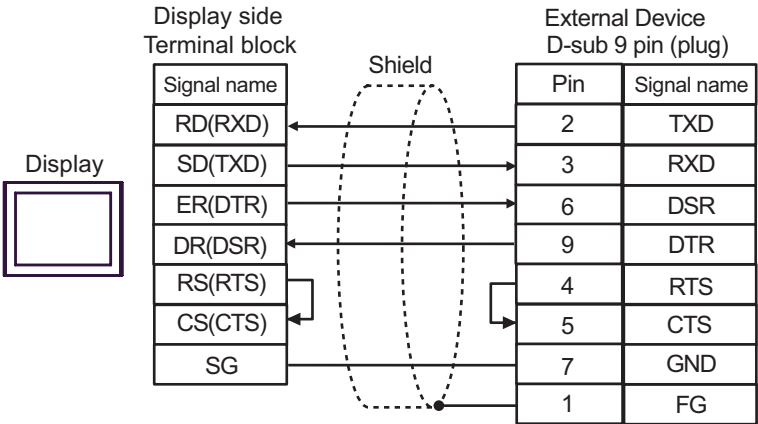 Display side
Terminal block
Shield
External Device
D-sub 9 pin (plug)
Display
Signal name
Pin
Signal name
RD(RXD)
2
TXD
SD(TXD)
3
RXD
ER(DTR)
6
DSR
DR(DSR)
9
DTR
RS(RTS)
4
RTS
CS(CTS)
5
CTS
SG
7
GND
1
FG